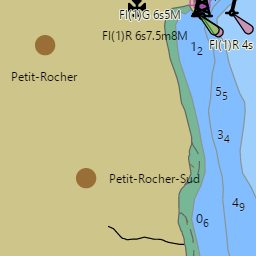 Fl(1)G 6s5M
Fl(1)R 6s7.5m8M
Fl(1)R 4s
1₂
Petit-Rocher
5₅
3₄
Petit-Rocher-Sud
4₉
0₆